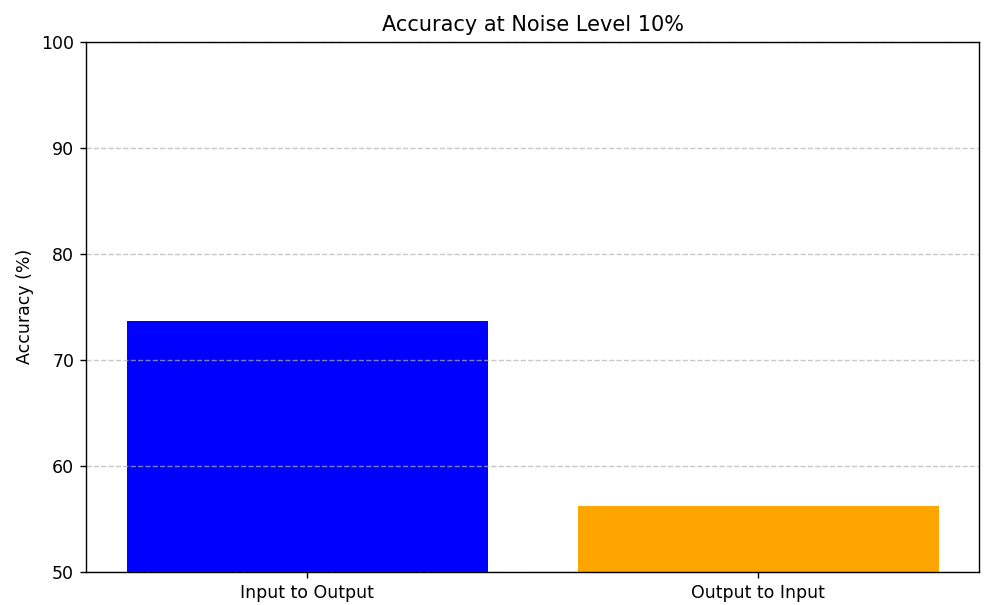 Accuracy at Noise Level 10%
100
90
80
70
60
50
Accuracy (%)
Input to Output
Output to Input